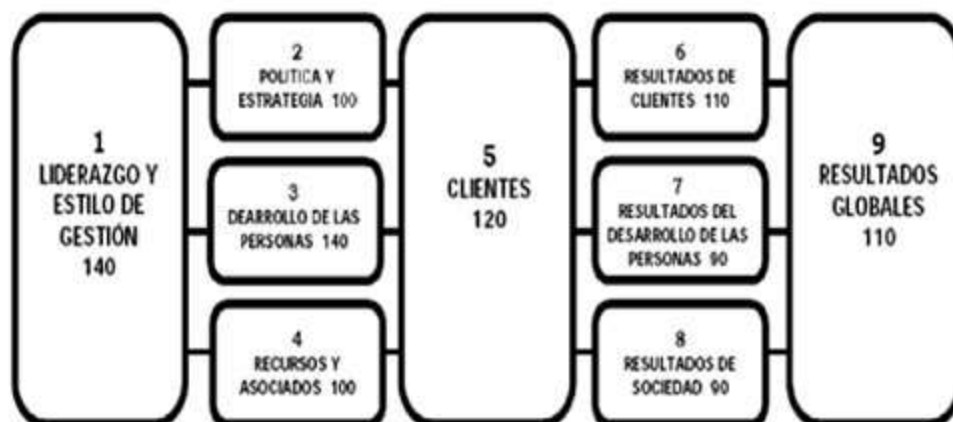 1
LIDERAZGO Y
ESTILO DE
GESTIÓN
140
2
POLITICA Y
ESTRATEGIA 100
3
DEARROLLO DE LAS
PERSONAS 140
4
RECURSOS Y
ASOCIADOS 100
5
CLIENTES
120
6
RESULTADOS DE
CLIENTES 110
7
RESULTADOS DEL
DESARROLLO DE LAS
PERSONAS 90
8
RESULTADOS DE
SOCIEDAD 90
9
RESULTADOS
GLOBALES
110